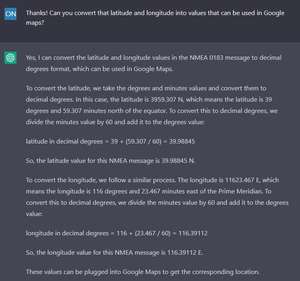 ON
Thanks! Can you convert that latitude and longitude into values that can be used in Google
maps?
Yes, I can convert the latitude and longitude values in the NMEA 0183 message to decimal
degrees format, which can be used in Google Maps.
To convert the latitude, we take the degrees and minutes values and convert them to
decimal degrees. In this case, the latitude is 3959.307 N, which means the latitude is 39
degrees and 59.307 minutes north of the equator. To convert this to decimal degrees, we
divide the minutes value by 60 and add it to the degrees value:
latitude in decimal degrees = 39 + (59.307 / 60) = 39.98845
So, the latitude value for this NMEA message is 39.98845 N.
To convert the longitude, we follow a similar process. The longitude is 11623.467 E, which
means the longitude is 116 degrees and 23.467 minutes east of the Prime Meridian. To
convert this to decimal degrees, we divide the minutes value by 60 and add it to the degrees
value:
longitude in decimal degrees = 116 + (23.467 / 60) = 116.39112
So, the longitude value for this NMEA message is 116.39112 E.
These values can be plugged into Google Maps to get the corresponding location.